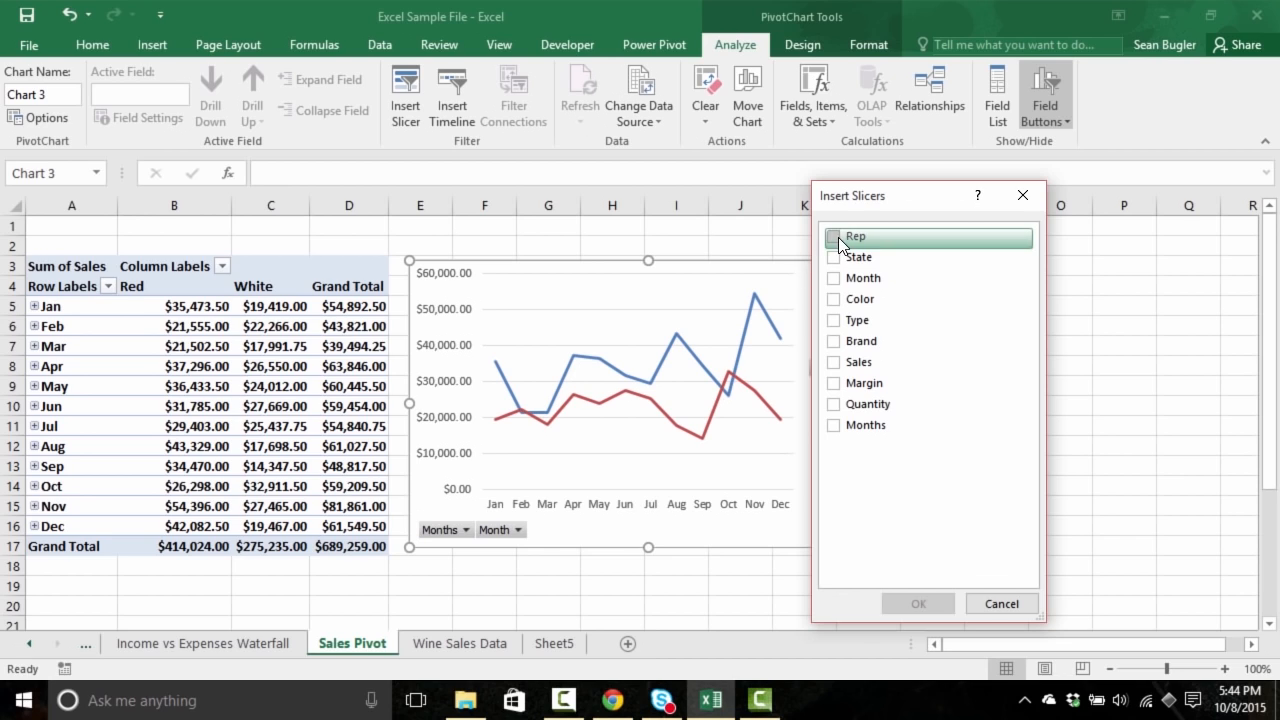 Excel Sample File - Excel
PivotChart Tools
File Home Insert Page Layout Formulas Data Review View Developer Power Pivot Analyze Design Format Tell me what you want to do... Sean Bugler Share
Chart Name:
Chart 3
Options
PivotChart
Active Field:
Field Settings
Drill Down
Drill Up
Expand Field
Collapse Field
Active Field
Insert Slicer
Insert Timeline
Filter Connections
Filter
Refresh
Change Data Source
Data
Clear
Move Chart
Actions
Fields, Items, & Sets
OLAP Tools
Relationships
Calculations
Field List
Field Buttons
Show/Hide
Chart 3
fx
A B C D E F G H I J K O P Q R
1
2
3 Sum of Sales Column Labels
4 Row Labels Red White Grand Total
5 Jan $35,473.50 $19,419.00 $54,892.50
6 Feb $21,555.00 $22,266.00 $43,821.00
7 Mar $21,502.50 $17,991.75 $39,494.25
8 Apr $37,296.00 $26,550.00 $63,846.00
9 May $36,433.50 $24,012.00 $60,445.50
10 Jun $31,785.00 $27,669.00 $59,454.00
11 Jul $29,403.00 $25,437.75 $54,840.75
12 Aug $43,329.00 $17,698.50 $61,027.50
13 Sep $34,470.00 $14,347.50 $48,817.50
14 Oct $26,298.00 $32,911.50 $59,209.50
15 Nov $54,396.00 $27,465.00 $81,861.00
16 Dec $42,082.50 $19,467.00 $61,549.50
17 Grand Total $414,024.00 $275,235.00 $689,259.00
18
19
20
21
$60,000.00
$50,000.00
$40,000.00
$30,000.00
$20,000.00
$10,000.00
$0.00
Jan Feb Mar Apr May Jun Jul Aug Sep Oct Nov Dec
Months Month
Insert Slicers ?
Rep
State
Month
Color
Type
Brand
Sales
Margin
Quantity
Months
OK Cancel
... Income vs Expenses Waterfall Sales Pivot Wine Sales Data Sheet5
Ready 100%
Ask me anything
5:44 PM
10/8/2015